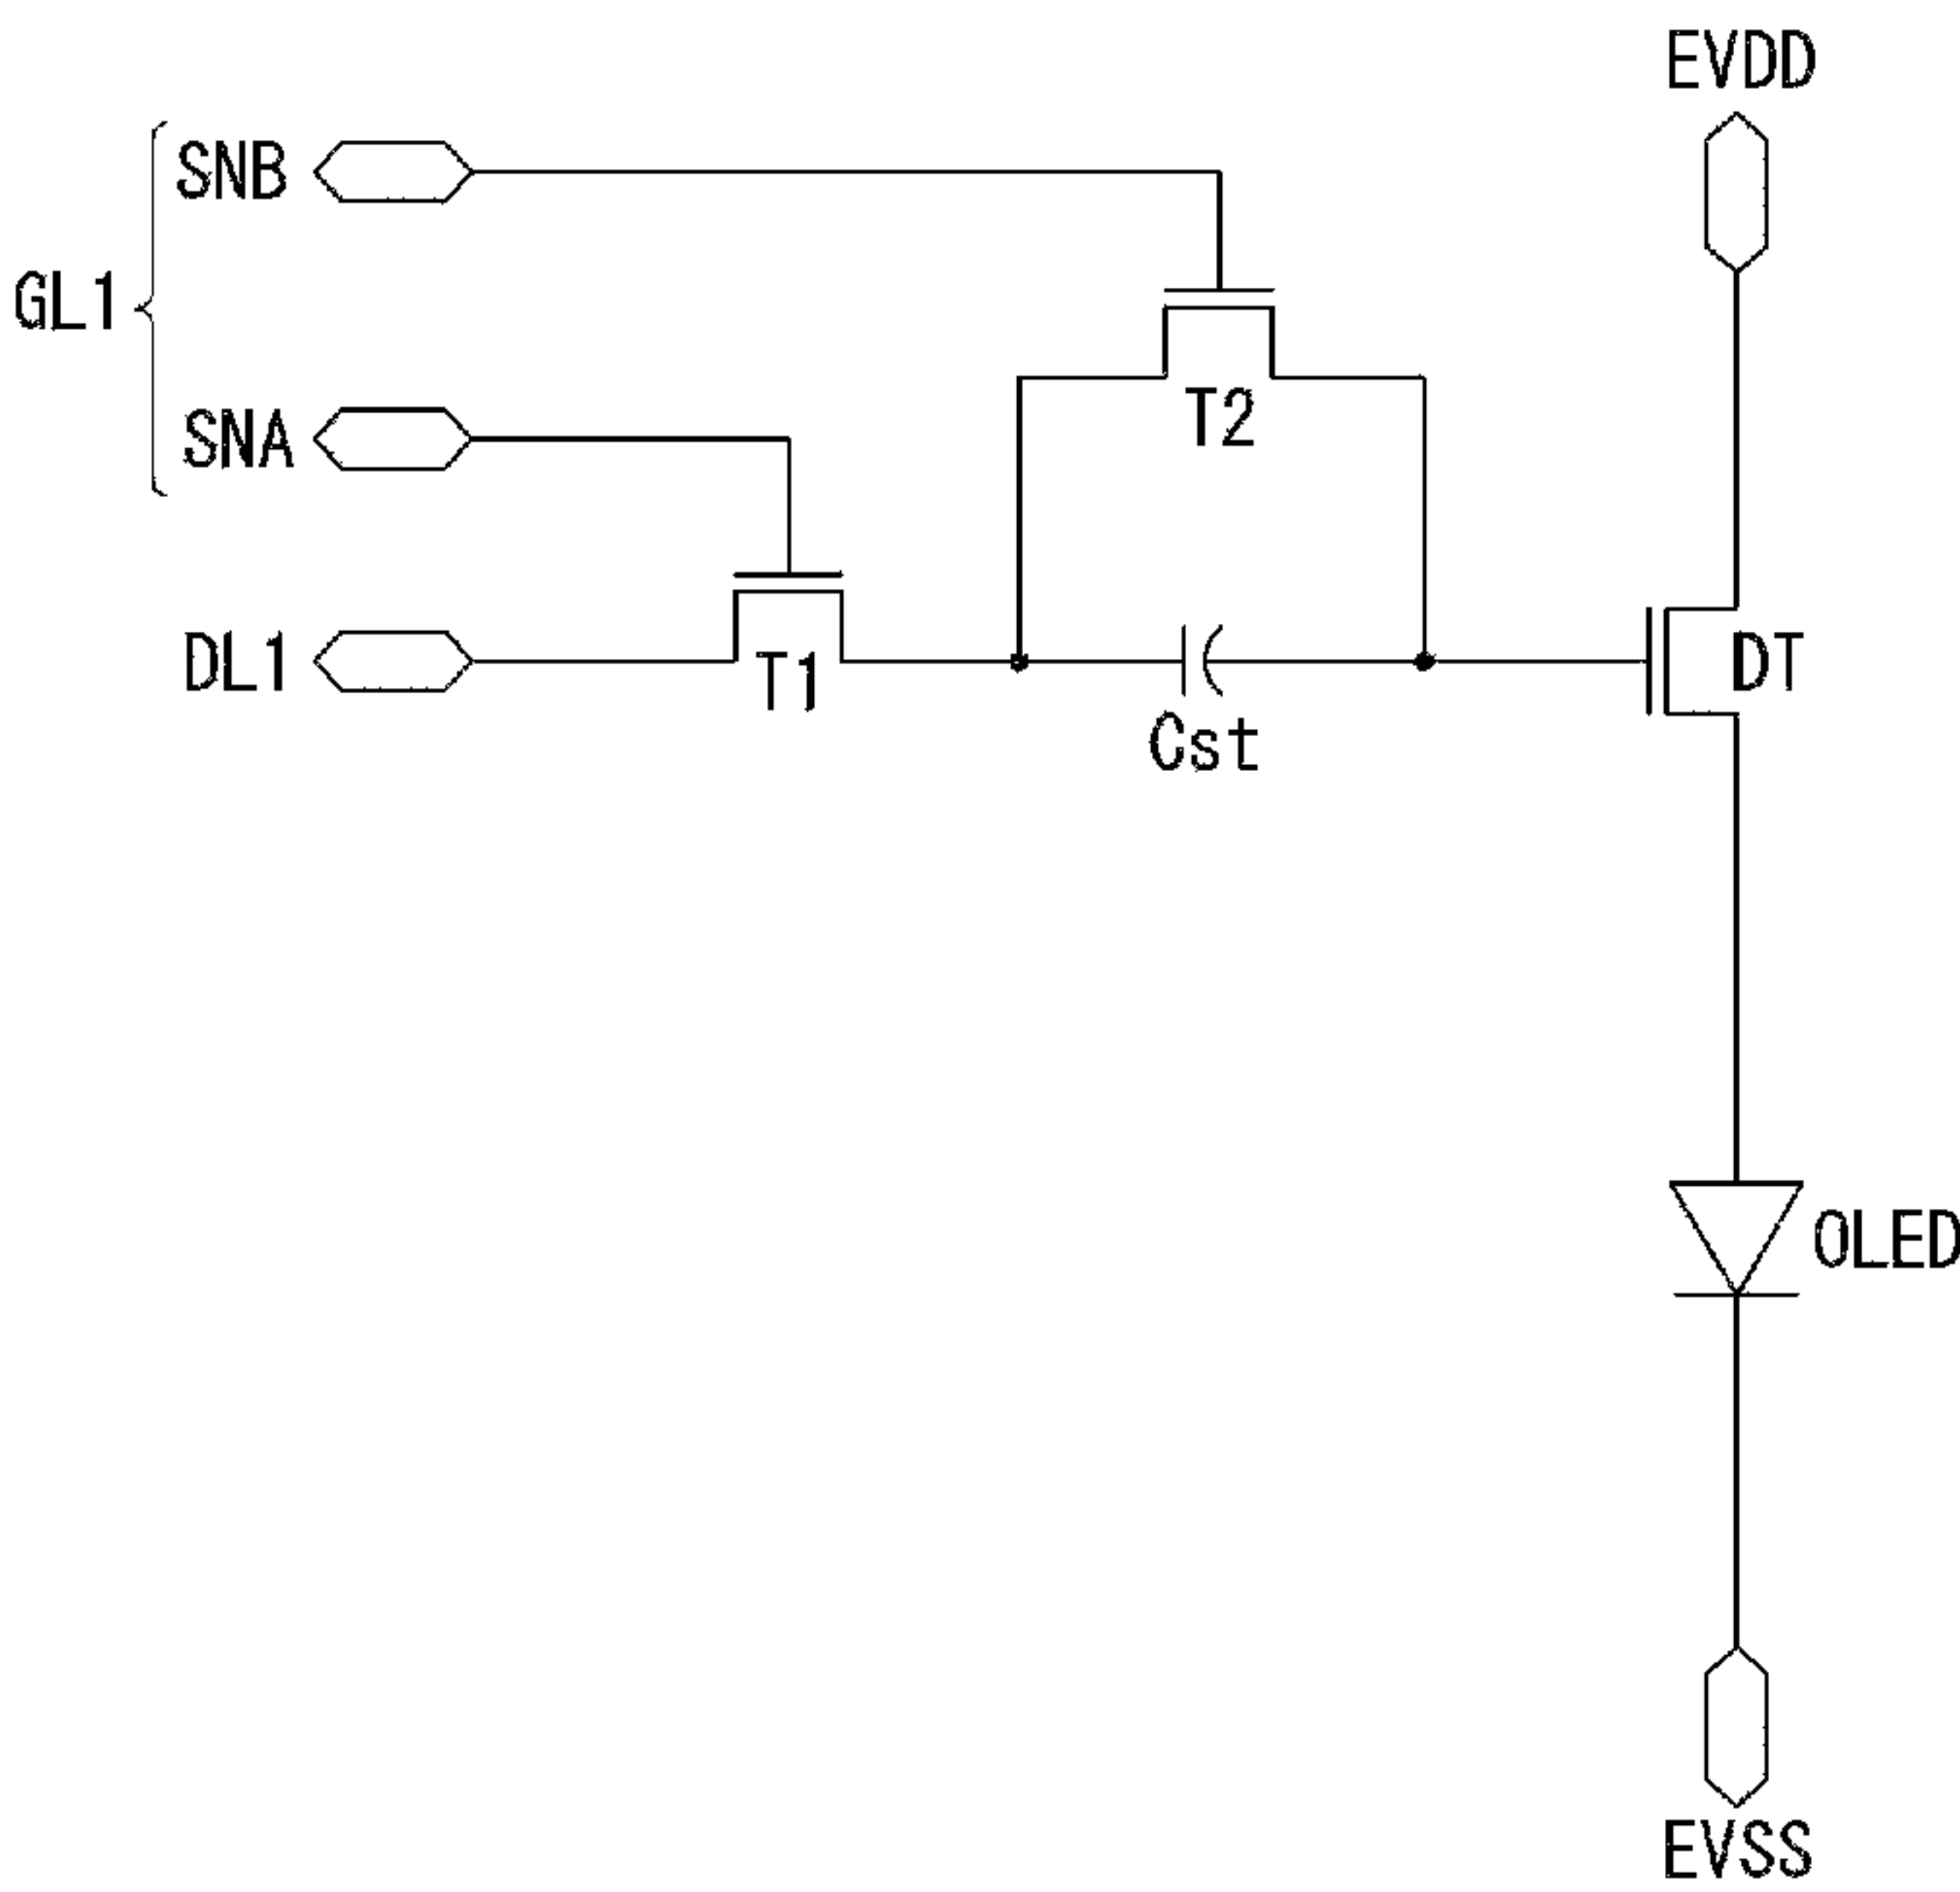 EVDD
SNB
GL1
SNA
T2
DL1
T1
DT
Cst
OLED
EVSS